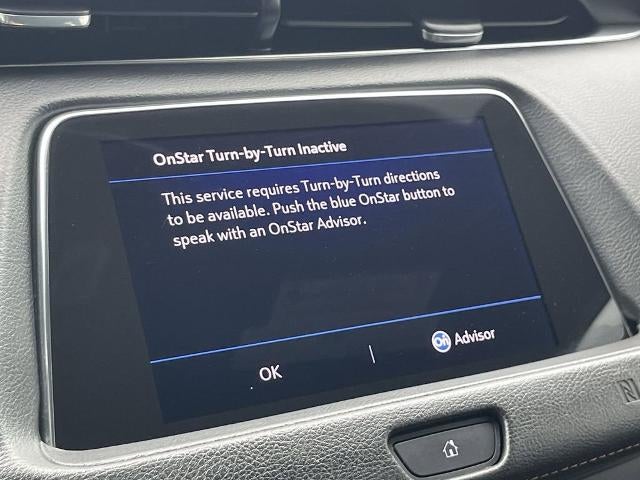 OnStar Turn-by-Turn Inactive
This service requires Turn-by-Turn directions
to be available. Push the blue OnStar button to
speak with an OnStar Advisor.
OK | On Advisor
N